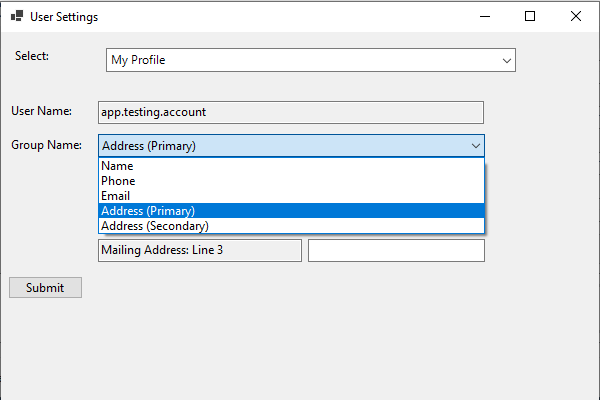 User Settings
Select:
My Profile
User Name:
app.testing.account
Group Name:
Address (Primary)
Name
Phone
Email
Address (Primary)
Address (Secondary)
Mailing Address: Line 3
Submit